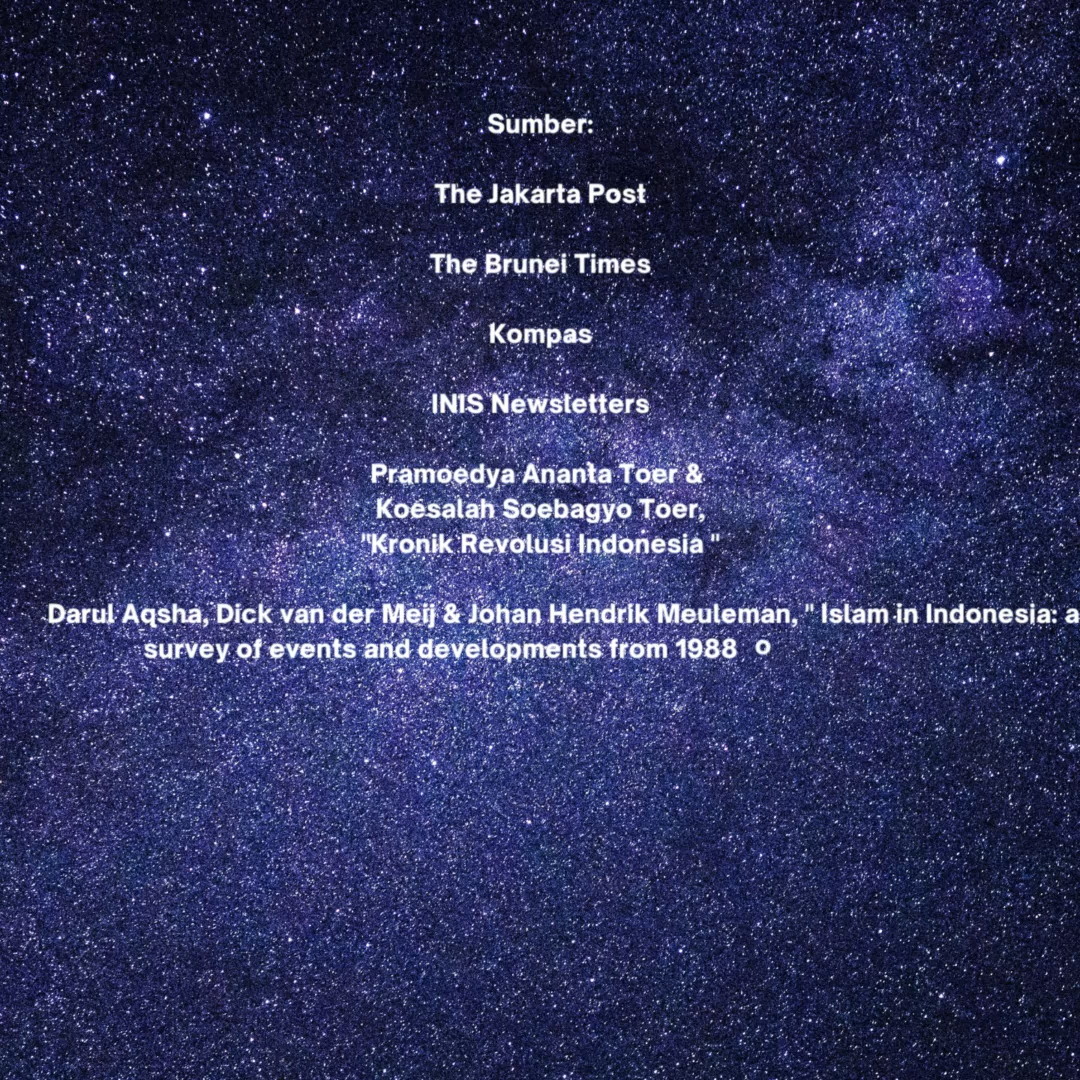 Sumber:
The Jakarta Post
The Brunei Times
Kompas
INIS Newsletters
Pramoedya Ananta Toer &
Koesalah Soebagyo Toer,
"Kronik Revolusi Indonesia "
Darul Aqsha, Dick van der Meij & Johan Hendrik Meuleman, " Islam in Indonesia: a
survey of events and developments from 1988 o